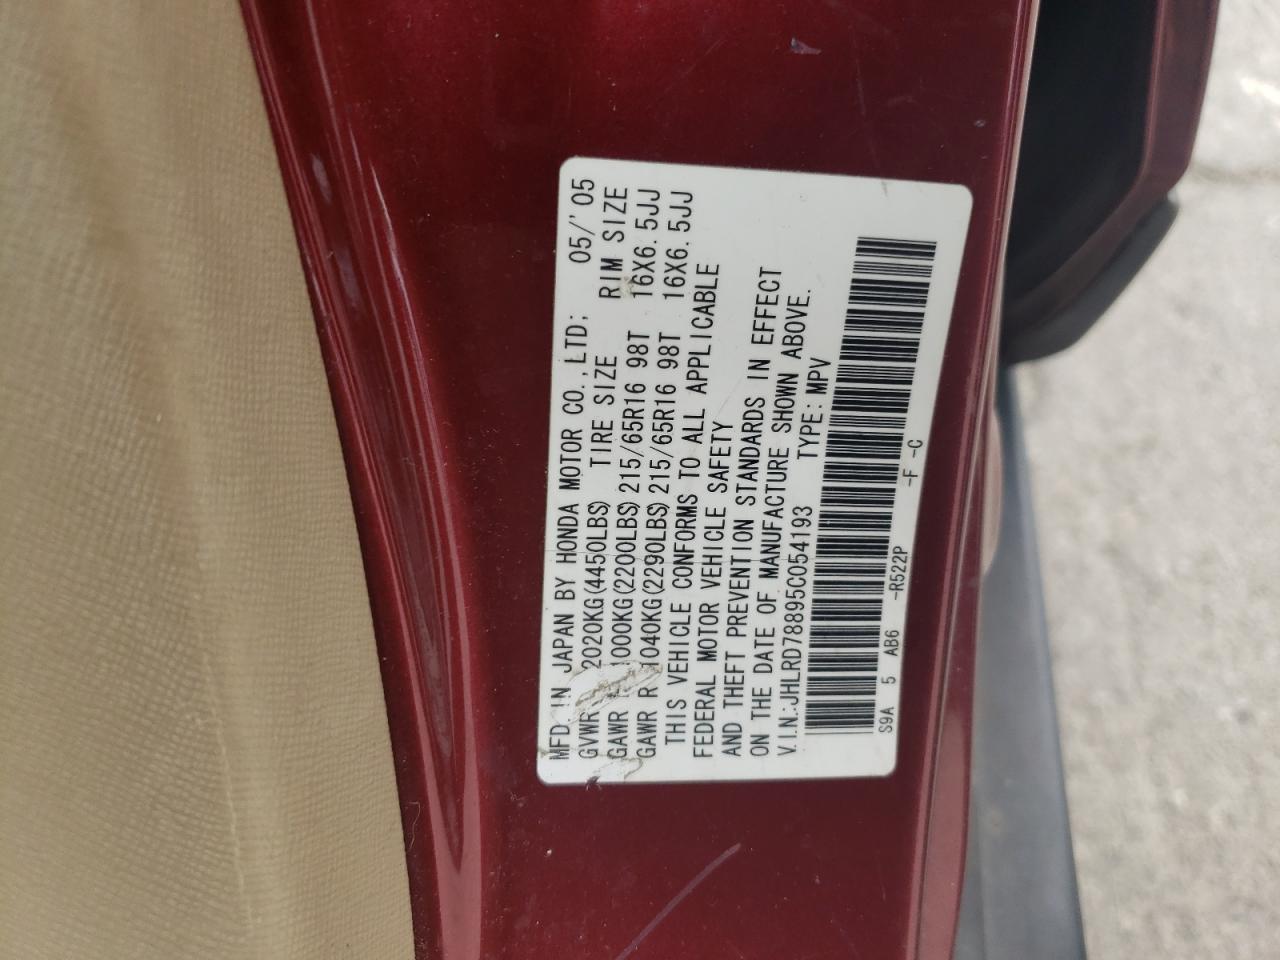 MFD. IN JAPAN BY HONDA MOTOR CO., LTD; 05/'05
GVWR 2020KG(4450LBS) TIRE SIZE RIM SIZE
GAWR 1000KG(2200LBS) 215/65R16 98T 16X6.5JJ
GAWR R 1040KG(2290LBS) 215/65R16 98T 16X6.5JJ
THIS VEHICLE CONFORMS TO ALL APPLICABLE
FEDERAL MOTOR VEHICLE SAFETY
AND THEFT PREVENTION STANDARDS IN EFFECT
ON THE DATE OF MANUFACTURE SHOWN ABOVE.
V.I.N.:JHLRD78895C054193 TYPE: MPV
S9A 5 AB6 -R522P -F -C